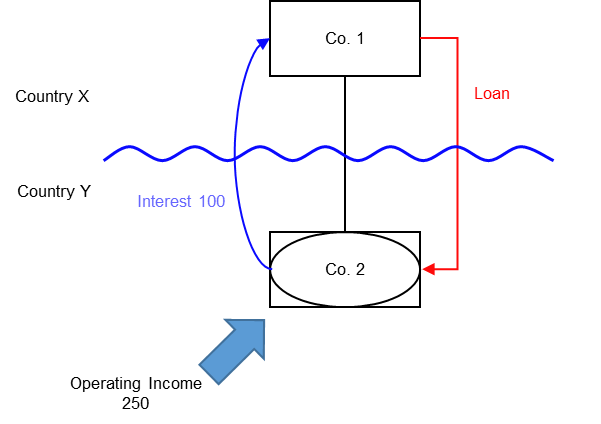 Co. 1
Loan
Country X
Country Y
Interest 100
Co. 2
Operating Income
250